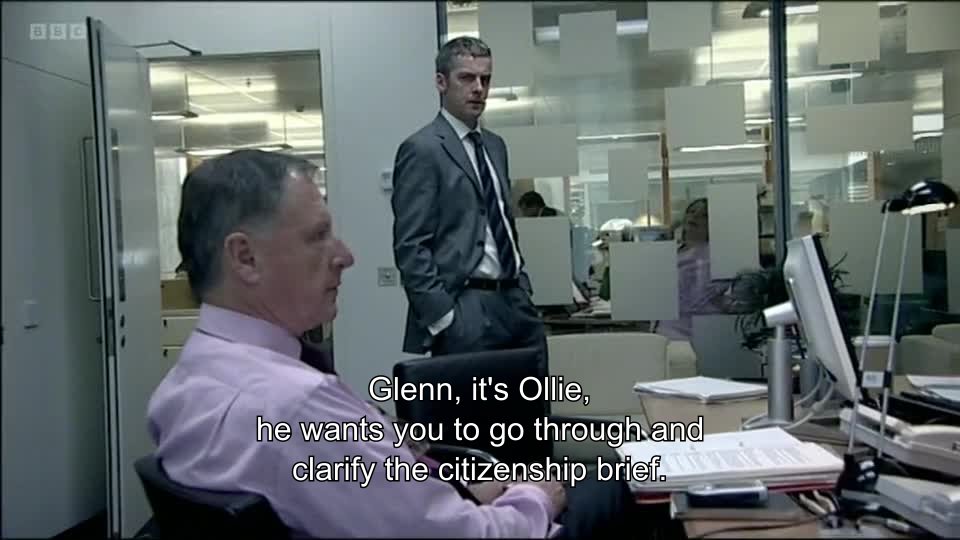 BBC
Glenn, it's Ollie,
he wants you to go through and
clarify the citizenship brief.